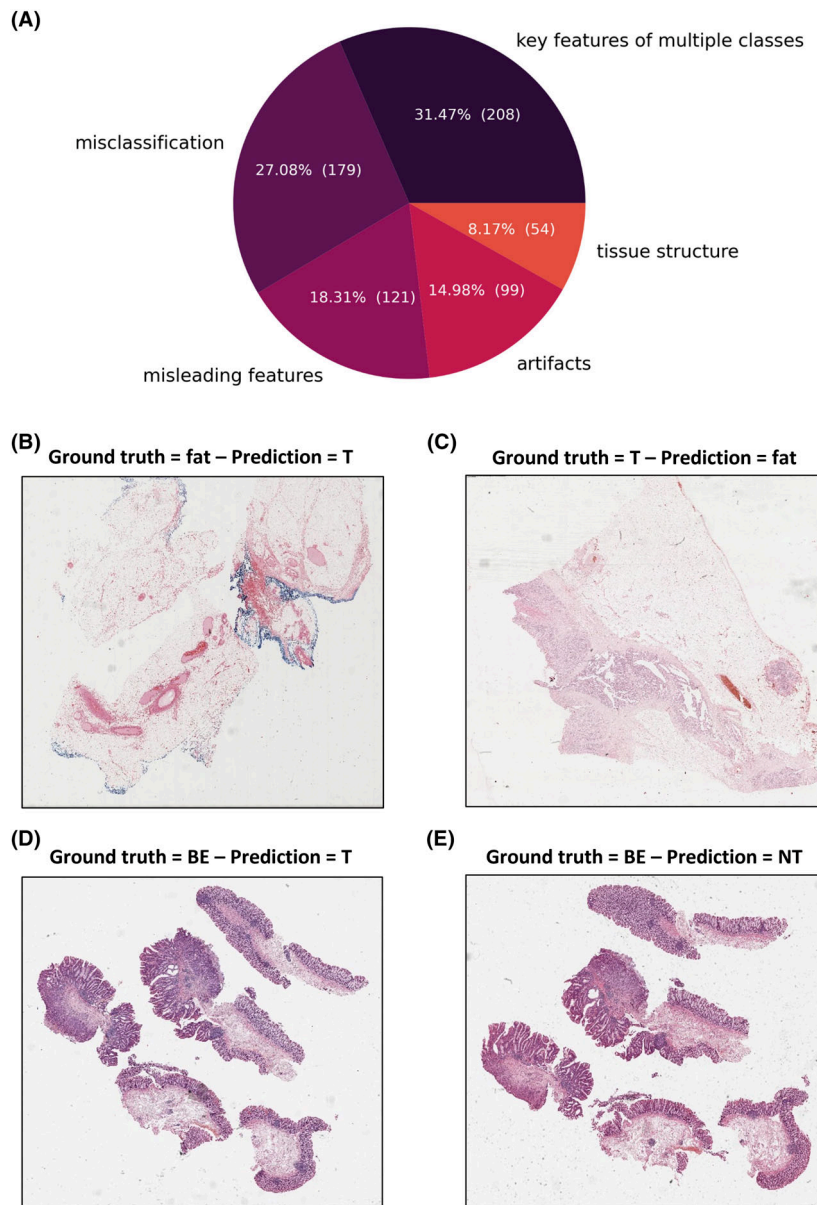 (A)
key features of multiple classes
31.47% (208)
misclassification
27.08% (179)
8.17% (54)
tissue structure
18.31% (121)
14.98% (99)
misleading features
artifacts
(B)
Ground truth = fat – Prediction = T
(C)
Ground truth = T – Prediction = fat
(D)
Ground truth = BE – Prediction = T
(E)
Ground truth = BE – Prediction = NT